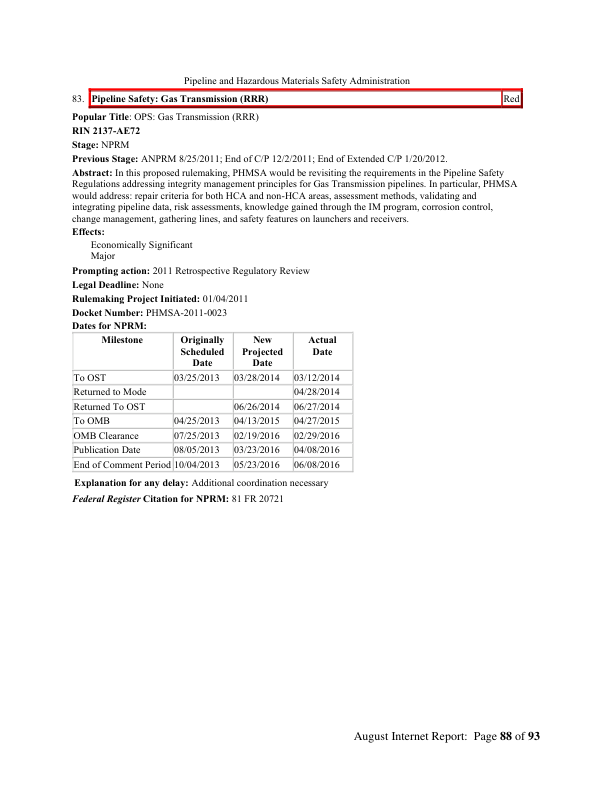 Pipeline and Hazardous Materials Safety Administration
83. Pipeline Safety: Gas Transmission (RRR) Red
Popular Title: OPS: Gas Transmission (RRR)
RIN 2137-AE72
Stage: NPRM
Previous Stage: ANPRM 8/25/2011; End of C/P 12/2/2011; End of Extended C/P 1/20/2012.
Abstract: In this proposed rulemaking, PHMSA would be revisiting the requirements in the Pipeline Safety
Regulations addressing integrity management principles for Gas Transmission pipelines. In particular, PHMSA
would address: repair criteria for both HCA and non-HCA areas, assessment methods, validating and
integrating pipeline data, risk assessments, knowledge gained through the IM program, corrosion control,
change management, gathering lines, and safety features on launchers and receivers.
Effects:
Economically Significant
Major
Prompting action: 2011 Retrospective Regulatory Review
Legal Deadline: None
Rulemaking Project Initiated: 01/04/2011
Docket Number: PHMSA-2011-0023
Dates for NPRM:
Milestone Originally New Actual
Scheduled Projected Date
Date Date
To OST 03/25/2013 03/28/2014 03/12/2014
Returned to Mode 04/28/2014
Returned To OST 06/26/2014 06/27/2014
To OMB 04/25/2013 04/13/2015 04/27/2015
OMB Clearance 07/25/2013 02/19/2016 02/29/2016
Publication Date 08/05/2013 03/23/2016 04/08/2016
End of Comment Period 10/04/2013 05/23/2016 06/08/2016
Explanation for any delay: Additional coordination necessary
Federal Register Citation for NPRM: 81 FR 20721
August Internet Report: Page 88 of 93